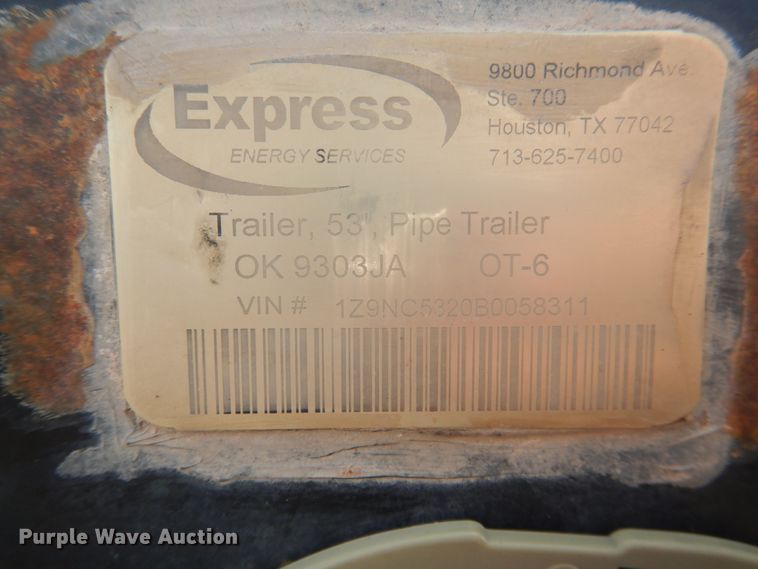 Express
ENERGY SERVICES
9800 Richmond Ave.
Ste. 700
Houston, TX 77042
713-625-7400
Trailer, 53', Pipe Trailer
OK 9303JA OT-6
VIN # 1Z9NC5320B0058311
Purple Wave Auction